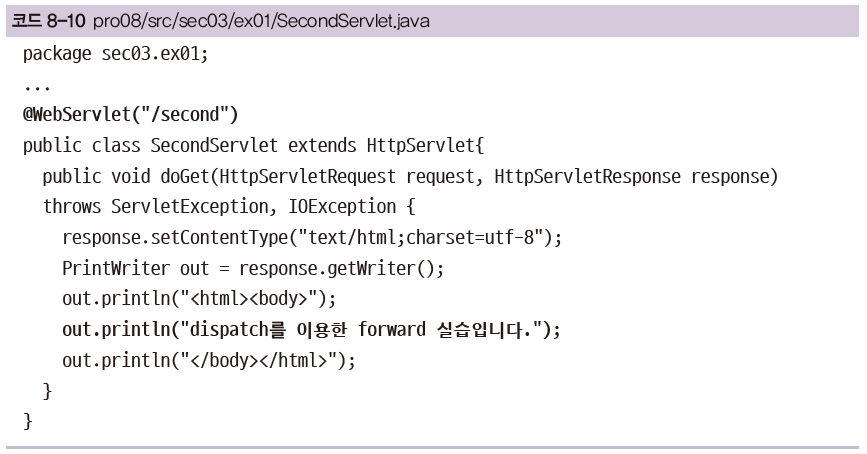 코드 8-10 pro08/src/sec03/ex01/SecondServlet.java
package sec03.ex01;
...
@WebServlet("/second")
public class SecondServlet extends HttpServlet{
public void doGet(HttpServletRequest request, HttpServletResponse response)
throws ServletException, IOException {
response.setContentType("text/html;charset=utf-8");
PrintWriter out = response.getWriter();
out.println("<html><body>");
out.println("dispatch를 이용한 forward 실습입니다.");
out.println("</body></html>");
}
}